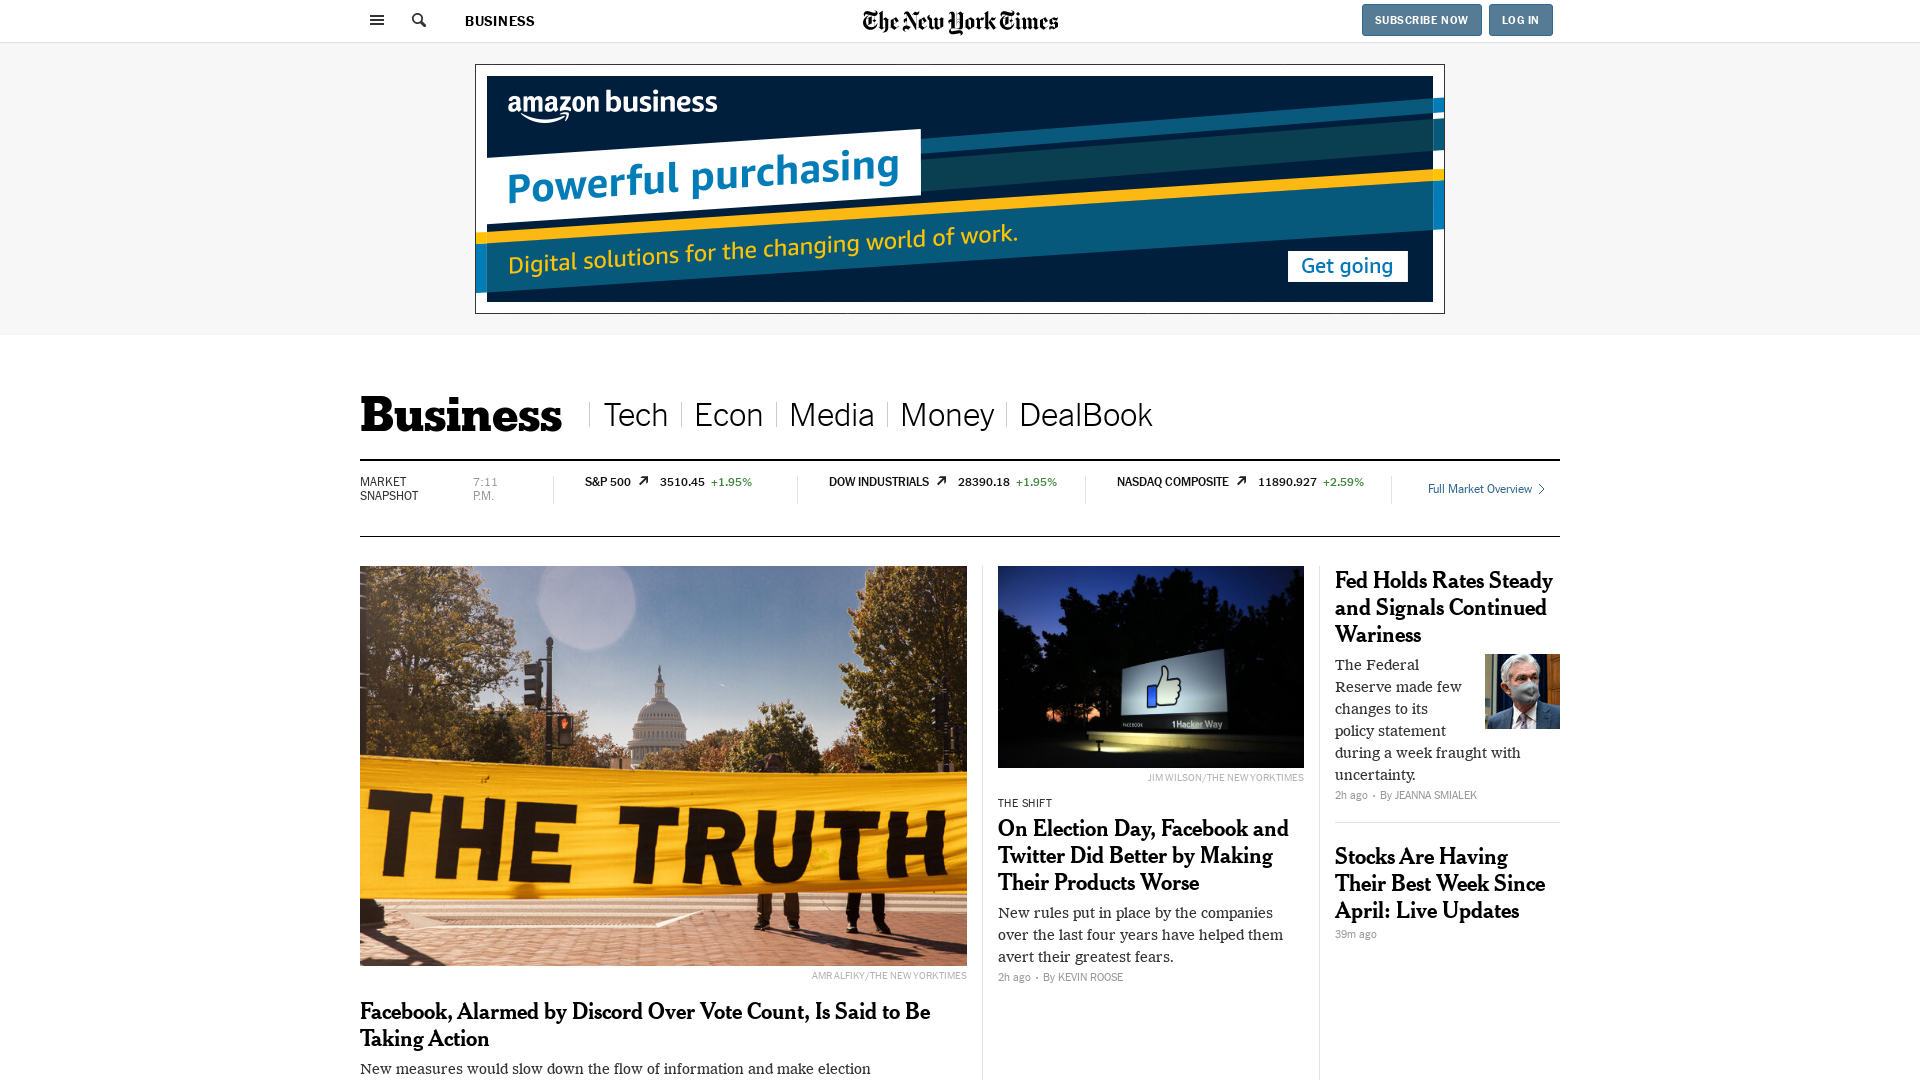 BUSINESS
The New York Times
SUBSCRIBE NOW
LOG IN
amazon business
Powerful purchasing
Digital solutions for the changing world of work.
Get going
Business
Tech
Econ
Media
Money
DealBook
MARKET
SNAPSHOT
7:11
P.M.
S&P 500 3510.45 +1.95%
DOW INDUSTRIALS 28390.18 +1.95%
NASDAQ COMPOSITE 11890.927 +2.59%
Full Market Overview
THE TRUTH
AMR ALFIKY/THE NEW YORK TIMES
Facebook, Alarmed by Discord Over Vote Count, Is Said to Be
Taking Action
New measures would slow down the flow of information and make election
FACEBOOK
1 Hacker Way
JIM WILSON/THE NEW YORK TIMES
THE SHIFT
On Election Day, Facebook and
Twitter Did Better by Making
Their Products Worse
New rules put in place by the companies
over the last four years have helped them
avert their greatest fears.
2h ago • By KEVIN ROOSE
Fed Holds Rates Steady
and Signals Continued
Wariness
The Federal
Reserve made few
changes to its
policy statement
during a week fraught with
uncertainty.
2h ago • By JEANNA SMIALEK
Stocks Are Having
Their Best Week Since
April: Live Updates
39m ago